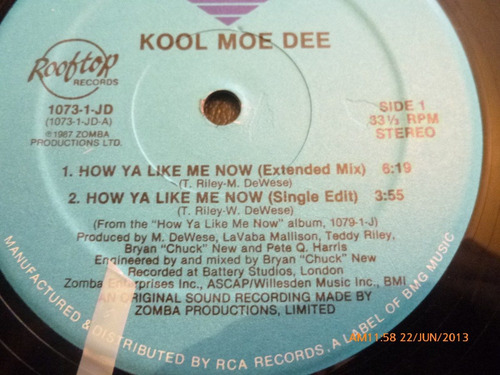 KOOL MOE DEE
Rooftop
RECORDS
1073-1-JD
(1073-1-JD-A)
℗1987 ZOMBA
PRODUCTIONS LTD.
SIDE 1
33⅓ RPM
STEREO
1. HOW YA LIKE ME NOW (Extended Mix) 6:19
(T. Riley-M. DeWese)
2. HOW YA LIKE ME NOW (Single Edit) 3:55
(T. Riley-W. DeWese)
(From the "How Ya Like Me Now" album, 1079-1-J)
Produced by M. DeWese, LaVaba Mallison, Teddy Riley,
Bryan "Chuck" New and Pete Q. Harris
Engineered by and mixed by Bryan "Chuck" New
Recorded at Battery Studios, London
Zomba Enterprises Inc., ASCAP/Willesden Music Inc., BMI
AN ORIGINAL SOUND RECORDING MADE BY
ZOMBA PRODUCTIONS, LIMITED
MANUFACTURED & DISTRIBUTED BY RCA RECORDS, A LABEL OF BMG MUSIC
AM11:58 22/JUN/2013